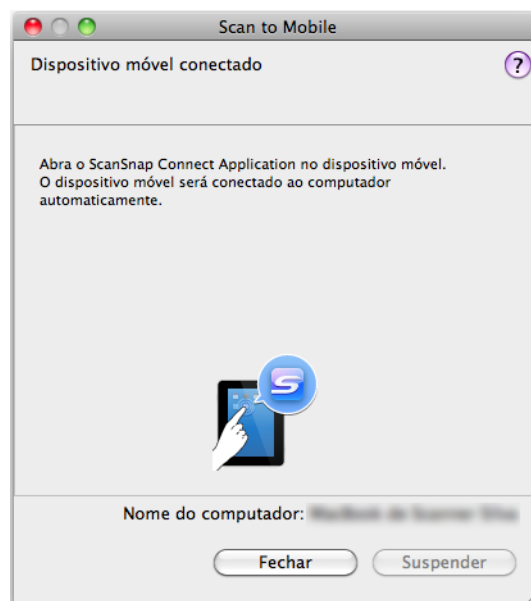 Scan to Mobile
Dispositivo móvel conectado
?
Abra o ScanSnap Connect Application no dispositivo móvel.
O dispositivo móvel será conectado ao computador
automaticamente.
S
Nome do computador:
Fechar Suspender